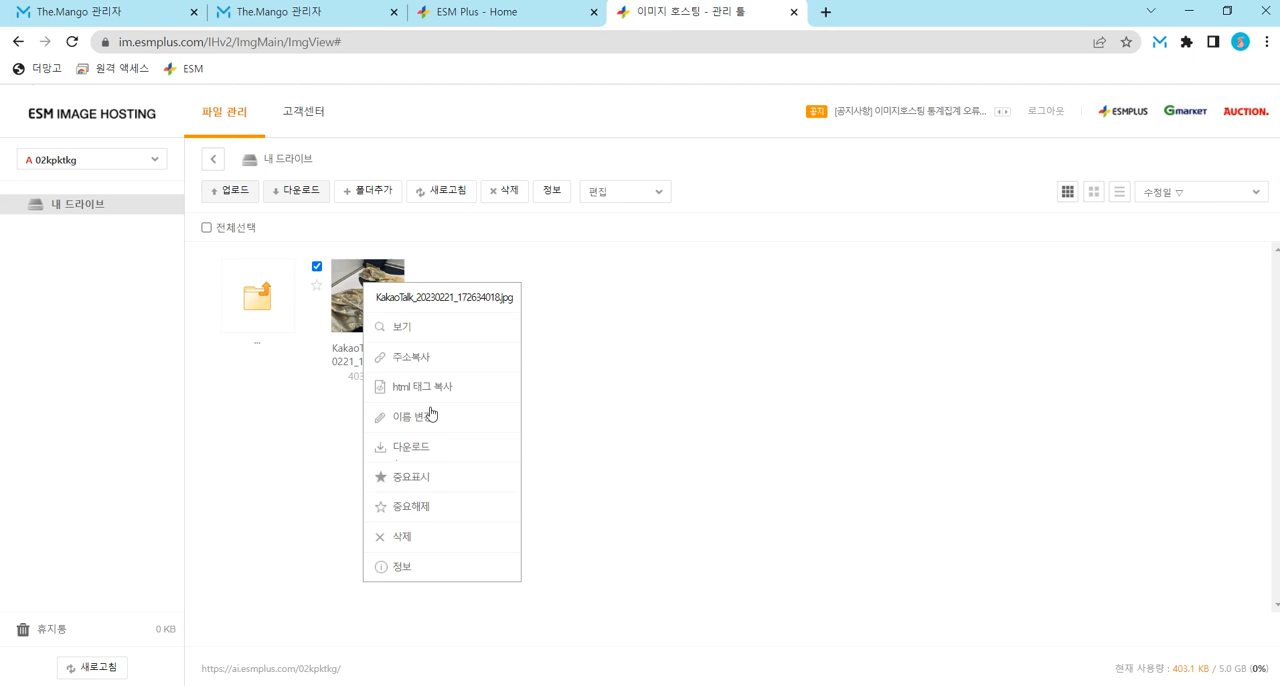 The.Mango 관리자
The.Mango 관리자
ESM Plus - Home
이미지 호스팅 - 관리 툴
im.esmplus.com/IHv2/ImgMain/ImgView#
더망고
원격 액세스
ESM
ESM IMAGE HOSTING
파일 관리
고객센터
공지
[공지사항] 이미지호스팅 통계집계 오류...
로그아웃
ESMPLUS
Gmarket
AUCTION.
A 02kpktkg
내 드라이브
내 드라이브
업로드
다운로드
폴더추가
새로고침
삭제
정보
편집
수정일 ▽
전체선택
...
KakaoT
0221_1
403
KakaoTalk_20230221_172634018.jpg
보기
주소복사
html 태그 복사
이름 변경
다운로드
중요표시
중요해제
삭제
정보
휴지통
0 KB
새로고침
https://ai.esmplus.com/02kpktkg/
현재 사용량 : 403.1 KB / 5.0 GB (0%)